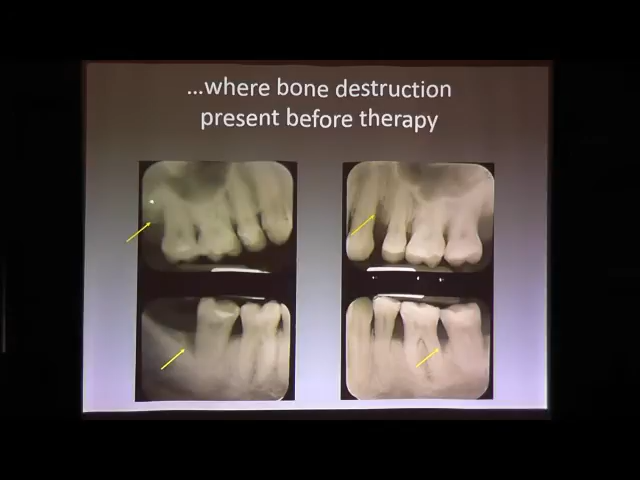 ...where bone destruction
present before therapy